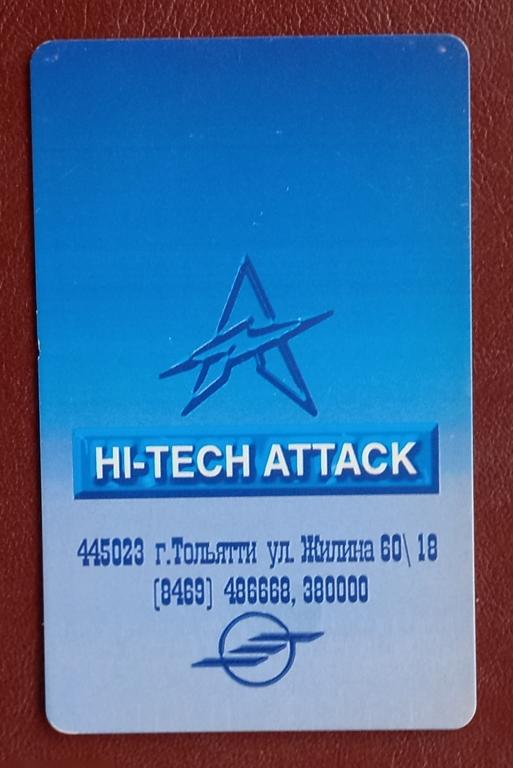 HI-TECH ATTACK
445023 г.Тольятти ул. Жилина 60\ 18
(8469) 486668, 380000